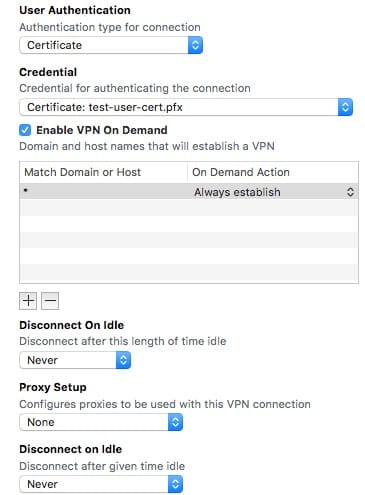 User Authentication
Authentication type for connection
Certificate
Credential
Credential for authenticating the connection
Certificate: test-user-cert.pfx
Enable VPN On Demand
Domain and host names that will establish a VPN
Match Domain or Host On Demand Action
* Always establish
Disconnect On Idle
Disconnect after this length of time idle
Never
Proxy Setup
Configures proxies to be used with this VPN connection
None
Disconnect on Idle
Disconnect after given time idle
Never